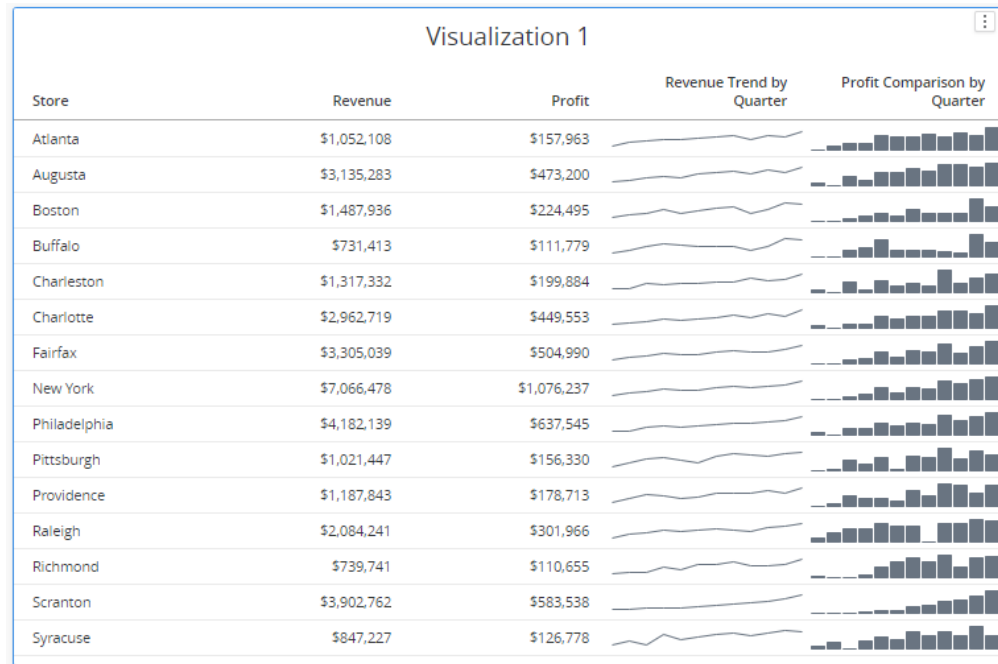 Visualization 1
Store Revenue Profit Revenue Trend by Quarter Profit Comparison by Quarter
Atlanta $1,052,108 $157,963
Augusta $3,135,283 $473,200
Boston $1,487,936 $224,495
Buffalo $731,413 $111,779
Charleston $1,317,332 $199,884
Charlotte $2,962,719 $449,553
Fairfax $3,305,039 $504,990
New York $7,066,478 $1,076,237
Philadelphia $4,182,139 $637,545
Pittsburgh $1,021,447 $156,330
Providence $1,187,843 $178,713
Raleigh $2,084,241 $301,966
Richmond $739,741 $110,655
Scranton $3,902,762 $583,538
Syracuse $847,227 $126,778